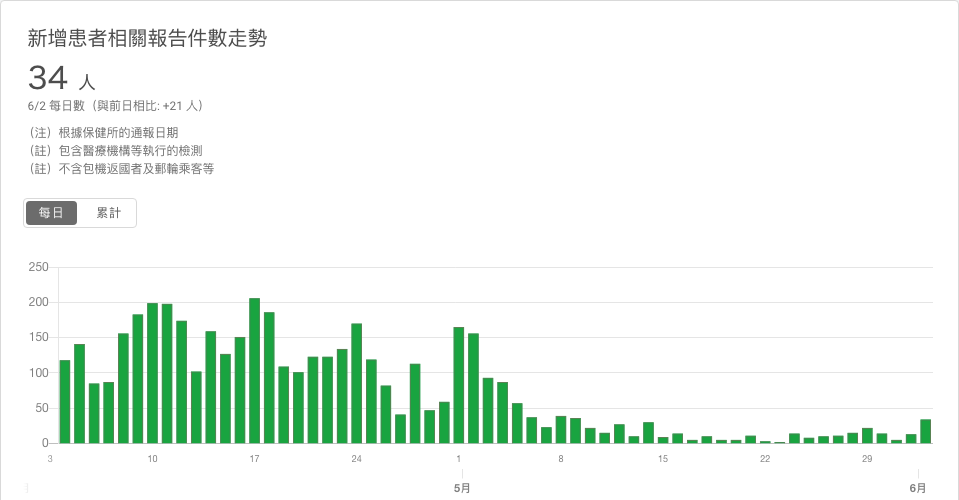 新增患者相關報告件數走勢
34 人
6/2 每日數（與前日相比: +21 人）
（注）根據保健所的通報日期
（註）包含醫療機構等執行的檢測
（註）不含包機返國者及郵輪乘客等
每日 累計
250
200
150
100
50
0
3 10 17 24 1 8 15 22 29
5月 6月